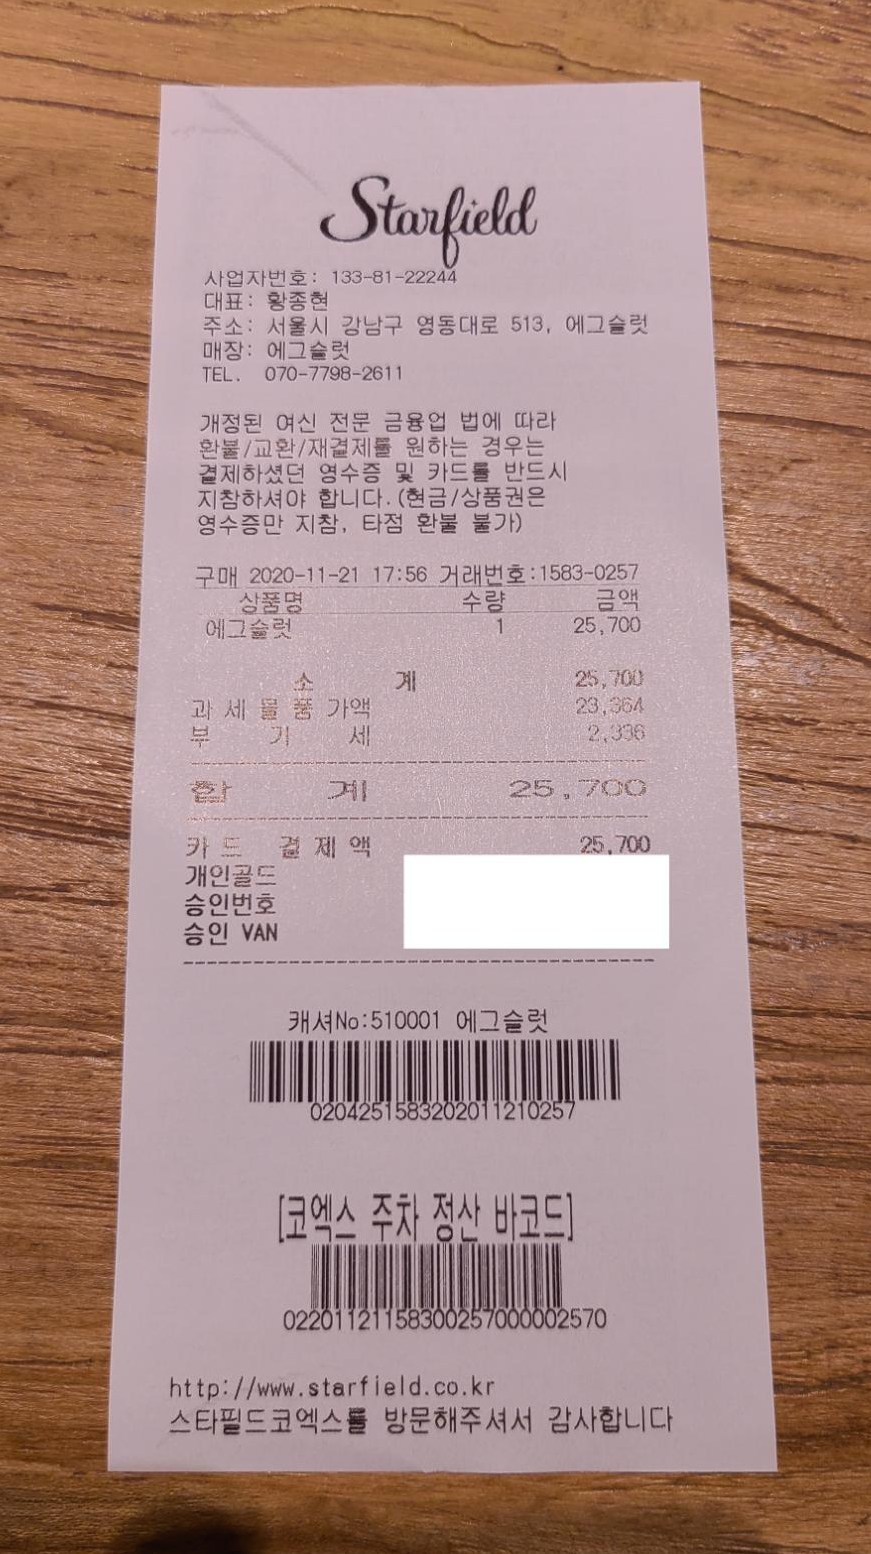 Starfield
사업자번호: 133-81-22244
대표: 황종현
주소: 서울시 강남구 영동대로 513, 에그슬럿
매장: 에그슬럿
TEL. 070-7798-2611
개정된 여신 전문 금융업 법에 따라
환불/교환/재결제를 원하는 경우는
결제하셨던 영수증 및 카드를 반드시
지참하셔야 합니다.(현금/상품권은
영수증만 지참, 타점 환불 불가)
구매 2020-11-21 17:56 거래번호:1583-0257
상품명 수량 금액
에그슬럿 1 25,700
소 계 25,700
과 세 물 품 가액 23,364
부 가 세 2,336
합 계 25,700
카 드 결 제 액 25,700
개인골드
승인번호
승인 VAN
캐셔No:510001 에그슬럿
0204251583202011210257
[코엑스 주차 정산 바코드]
02201121158300257000002570
http://www.starfield.co.kr
스타필드코엑스를 방문해주셔서 감사합니다